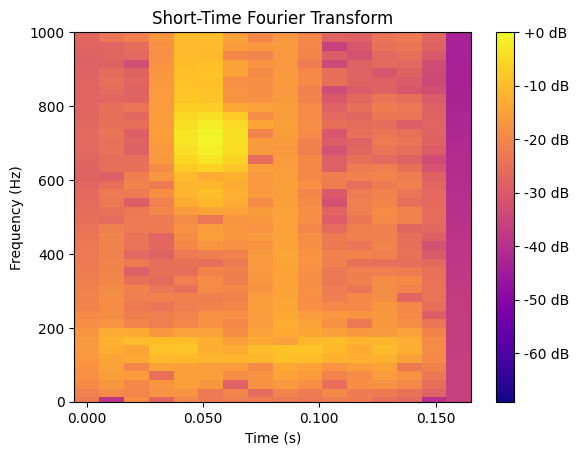 Short-Time Fourier Transform
Frequency (Hz)
1000
800
600
400
200
0
0.000
0.050
0.100
0.150
Time (s)
+0 dB
-10 dB
-20 dB
-30 dB
-40 dB
-50 dB
-60 dB